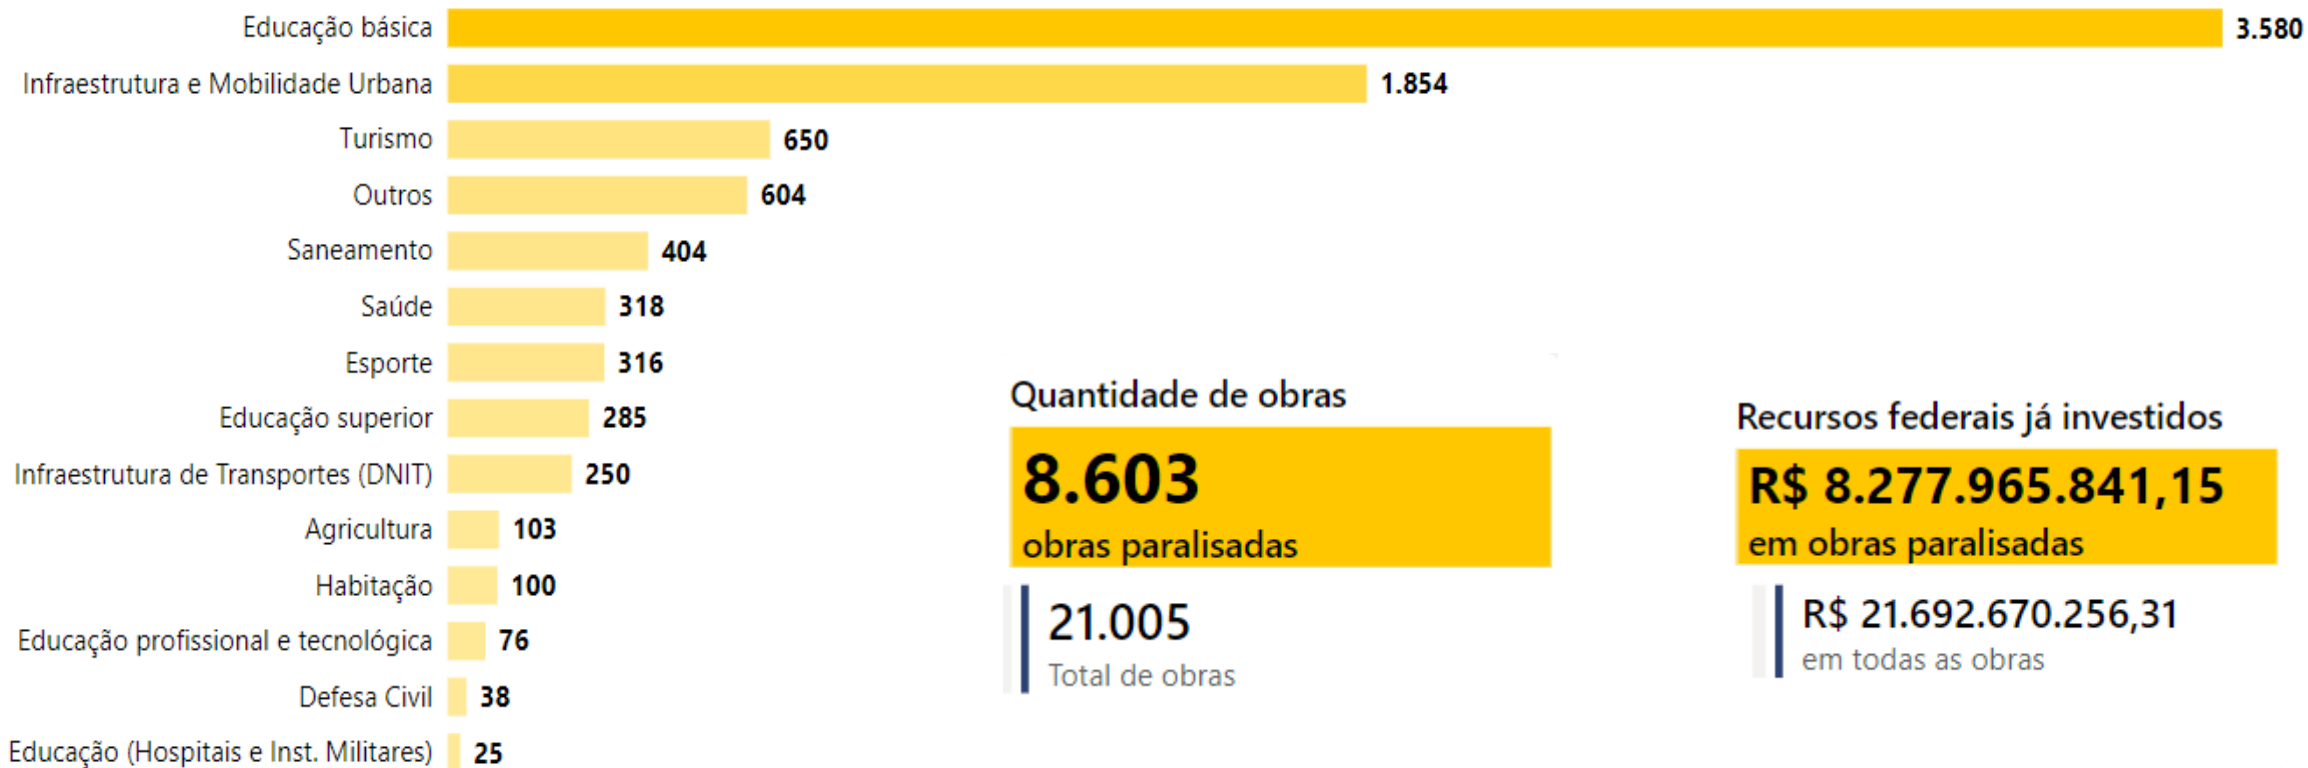 Educação básica 3.580
Infraestrutura e Mobilidade Urbana 1.854
Turismo 650
Outros 604
Saneamento 404
Saúde 318
Esporte 316
Educação superior 285
Infraestrutura de Transportes (DNIT) 250
Agricultura 103
Habitação 100
Educação profissional e tecnológica 76
Defesa Civil 38
Educação (Hospitais e Inst. Militares) 25
Quantidade de obras
8.603
obras paralisadas
21.005
Total de obras
Recursos federais já investidos
R$ 8.277.965.841,15
em obras paralisadas
R$ 21.692.670.256,31
em todas as obras